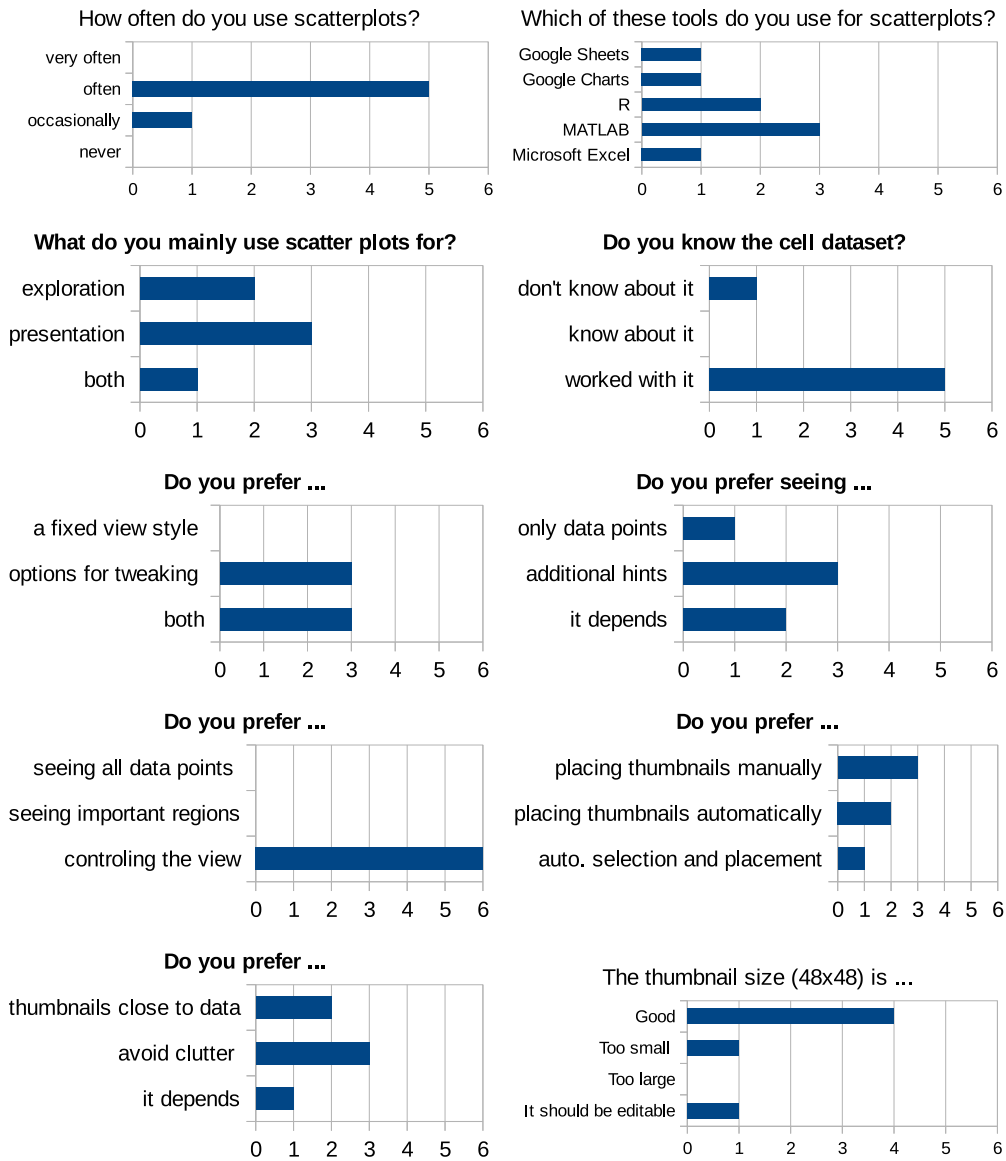 How often do you use scatterplots?
very often
often
occasionally
never
0 1 2 3 4 5 6
Which of these tools do you use for scatterplots?
Google Sheets
Google Charts
R
MATLAB
Microsoft Excel
0 1 2 3 4 5 6
What do you mainly use scatter plots for?
exploration
presentation
both
0 1 2 3 4 5 6
Do you know the cell dataset?
don't know about it
know about it
worked with it
0 1 2 3 4 5 6
Do you prefer ...
a fixed view style
options for tweaking
both
0 1 2 3 4 5 6
Do you prefer seeing ...
only data points
additional hints
it depends
0 1 2 3 4 5 6
Do you prefer ...
seeing all data points
seeing important regions
controling the view
0 1 2 3 4 5 6
Do you prefer ...
placing thumbnails manually
placing thumbnails automatically
auto. selection and placement
0 1 2 3 4 5 6
Do you prefer ...
thumbnails close to data
avoid clutter
it depends
0 1 2 3 4 5 6
The thumbnail size (48x48) is ...
Good
Too small
Too large
It should be editable
0 1 2 3 4 5 6